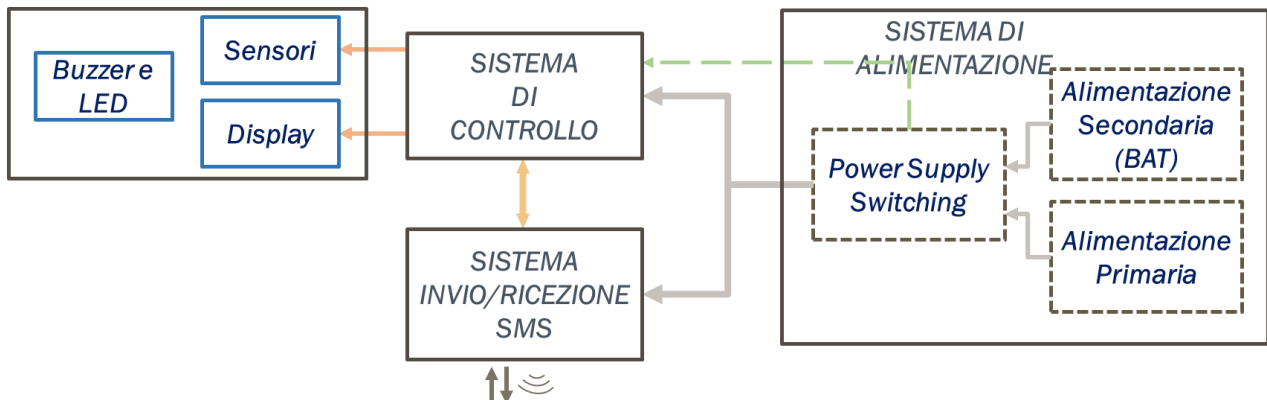 Buzzer e
LED
Sensori
Display
SISTEMA
DI
CONTROLLO
SISTEMA
INVIO/RICEZIONE
SMS
SISTEMA DI
ALIMENTAZIONE
Power Supply
Switching
Alimentazione
Secondaria
(BAT)
Alimentazione
Primaria